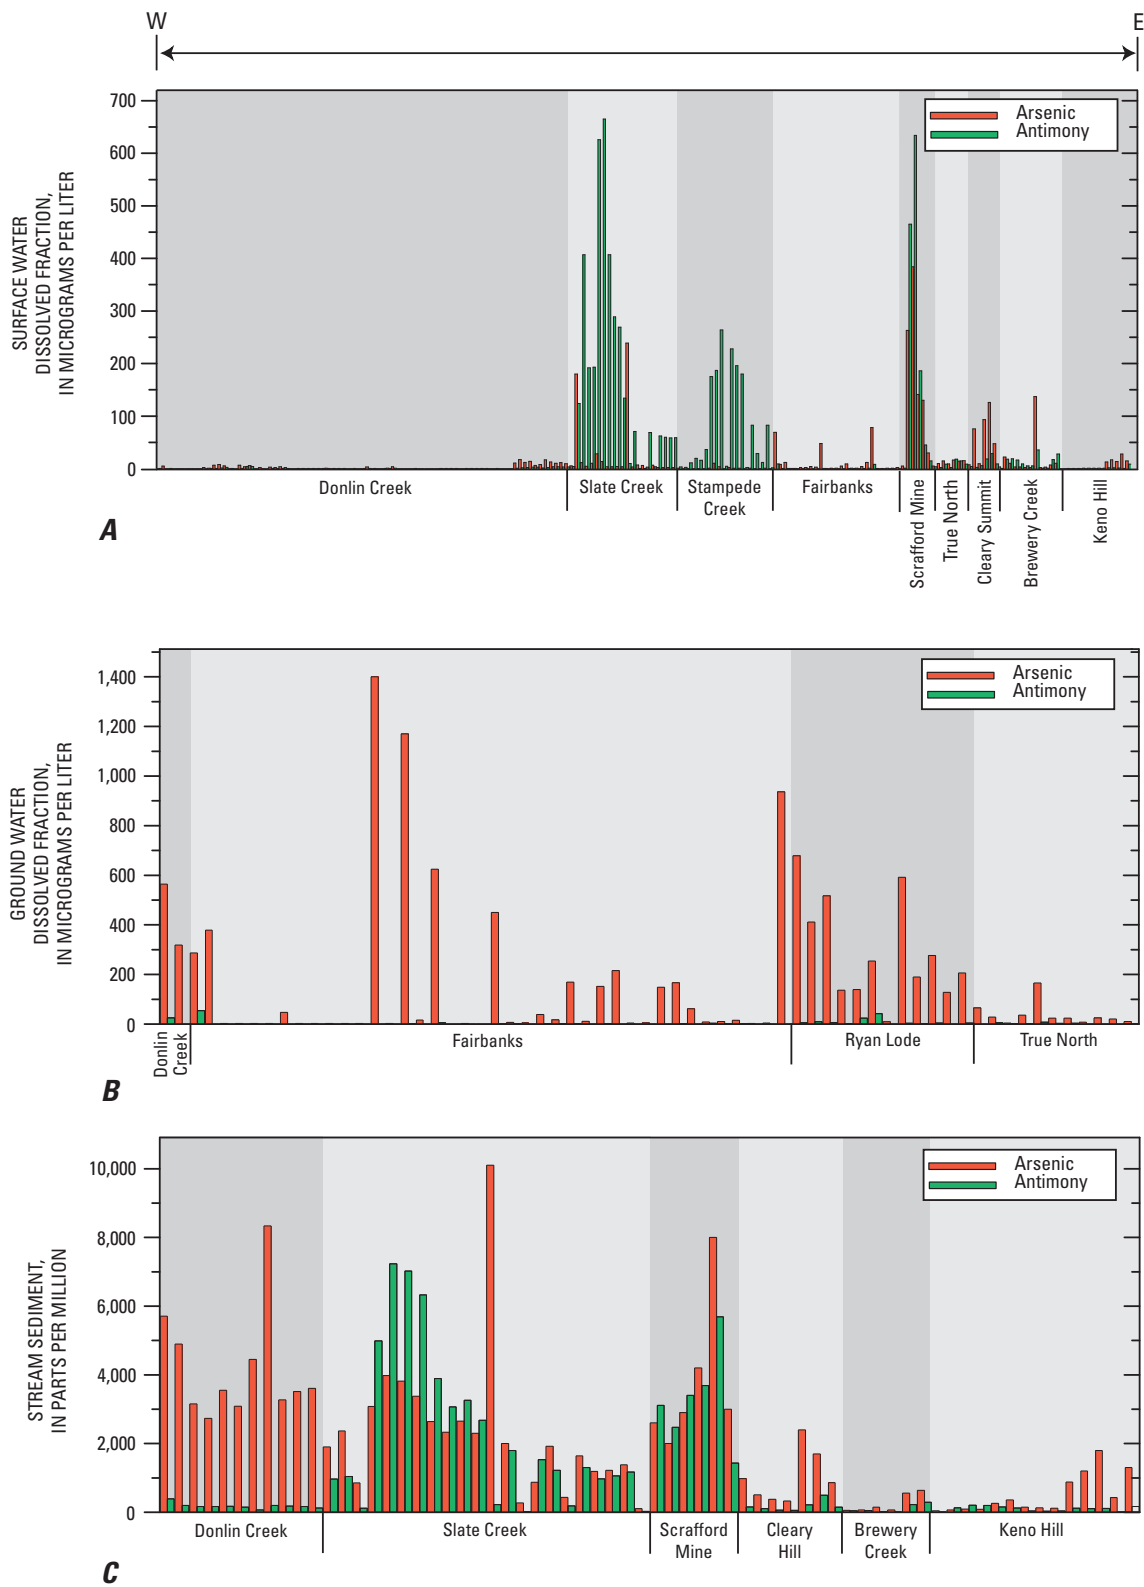 W
E
SURFACE WATER
DISSOLVED FRACTION,
IN MICROGRAMS PER LITER
700
600
500
400
300
200
100
0
Arsenic
Antimony
Donlin Creek
Slate Creek
Stampede
Creek
Fairbanks
Scrafford Mine
True North
Cleary Summit
Brewery Creek
Keno Hill
A
GROUND WATER
DISSOLVED FRACTION,
IN MICROGRAMS PER LITER
1,400
1,200
1,000
800
600
400
200
0
Arsenic
Antimony
Donlin
Creek
Fairbanks
Ryan Lode
True North
B
STREAM SEDIMENT,
IN PARTS PER MILLION
10,000
8,000
6,000
4,000
2,000
0
Arsenic
Antimony
Donlin Creek
Slate Creek
Scrafford
Mine
Cleary
Hill
Brewery
Creek
Keno Hill
C